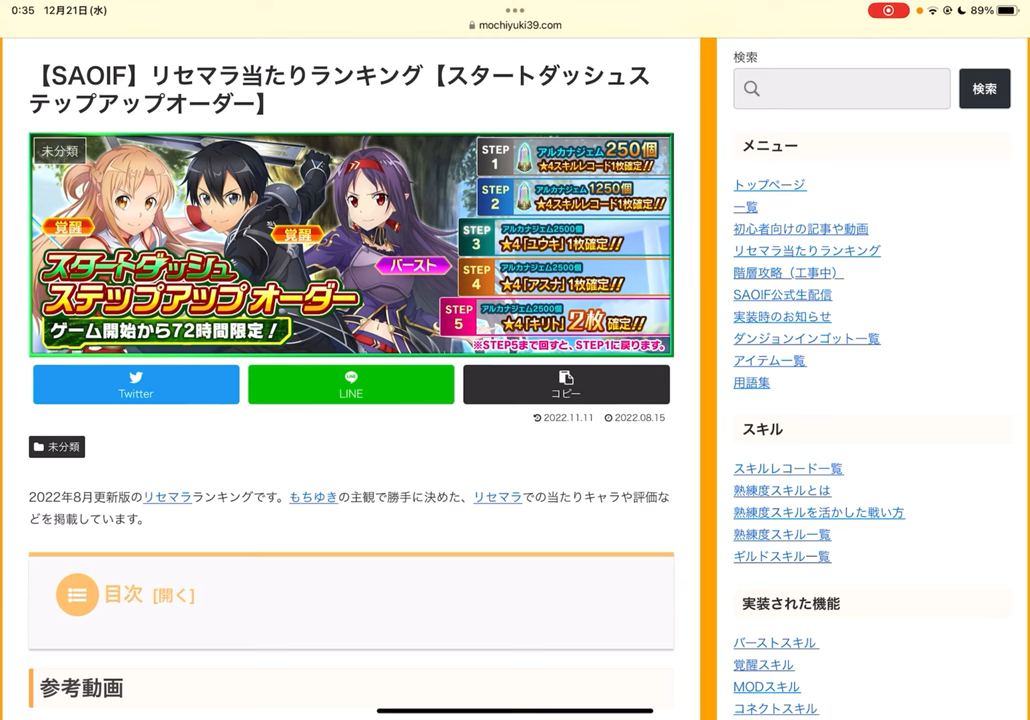 0:35 12月21日(水)
89%
mochiyuki39.com
【SAOIF】リセマラ当たりランキング【スタートダッシュス
テップアップオーダー】
未分類
覚醒
覚醒
バースト
スタートダッシュ
ステップアップオーダー
ゲーム開始から72時間限定！
STEP 1 アルカナジェム250個
★4スキルレコード1枚確定!!
STEP 2 アルカナジェム1250個
★4スキルレコード1枚確定!!
STEP 3 アルカナジェム2500個
★4「ユウキ」1枚確定!!
STEP 4 アルカナジェム2500個
★4「アスナ」1枚確定!!
STEP 5 アルカナジェム2500個
★4「キリト」2枚確定!!
※STEP5まで回すと、STEP1に戻ります。
Twitter
LINE
LINE
コピー
2022.11.11 2022.08.15
未分類
2022年8月更新版のリセマラランキングです。もちゆきの主観で勝手に決めた、リセマラでの当たりキャラや評価な
どを掲載しています。
目次 [開く]
参考動画
検索
検索
メニュー
トップページ
一覧
初心者向けの記事や動画
リセマラ当たりランキング
階層攻略（工事中）
SAOIF公式生配信
実装時のお知らせ
ダンジョンインゴット一覧
アイテム一覧
用語集
スキル
スキルレコード一覧
熟練度スキルとは
熟練度スキルを活かした戦い方
熟練度スキル一覧
ギルドスキル一覧
実装された機能
バーストスキル
覚醒スキル
MODスキル
コネクトスキル